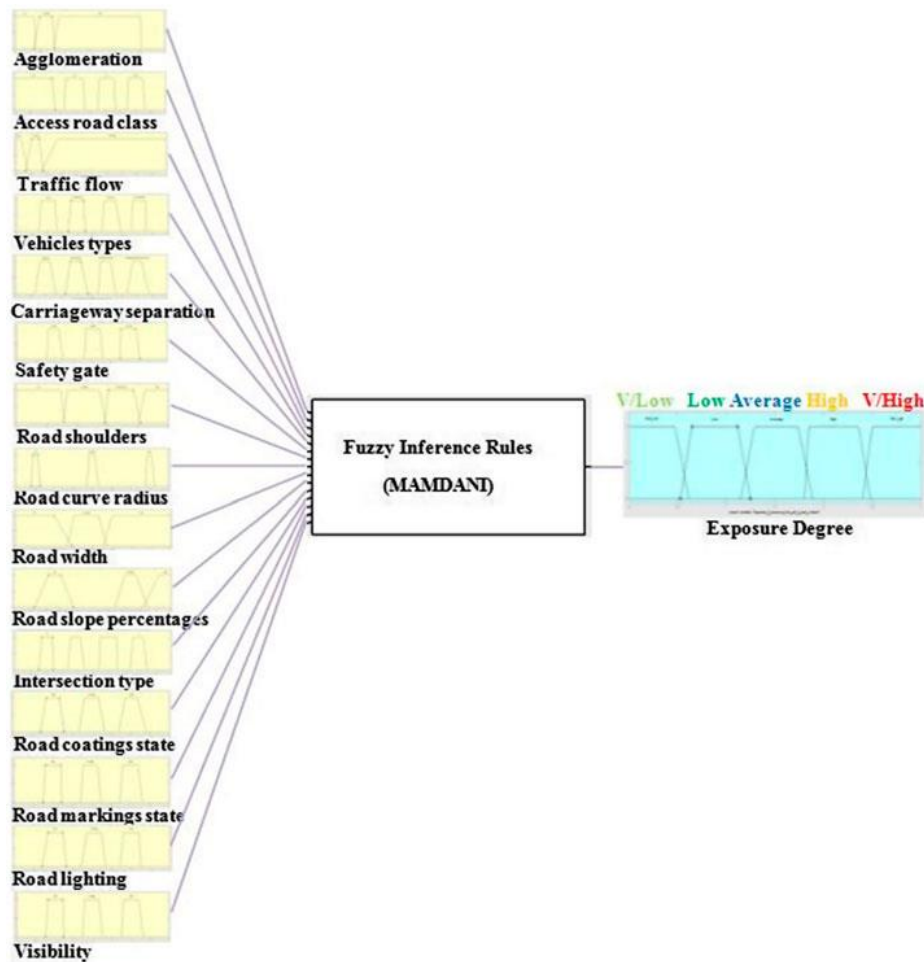 Agglomeration
Access road class
Traffic flow
Vehicles types
Carriageway separation
Safety gate
Road shoulders
Road curve radius
Road width
Road slope percentages
Intersection type
Road coatings state
Road markings state
Road lighting
Visibility
Fuzzy Inference Rules
(MAMDANI)
V/Low Low Average High V/High
Exposure Degree